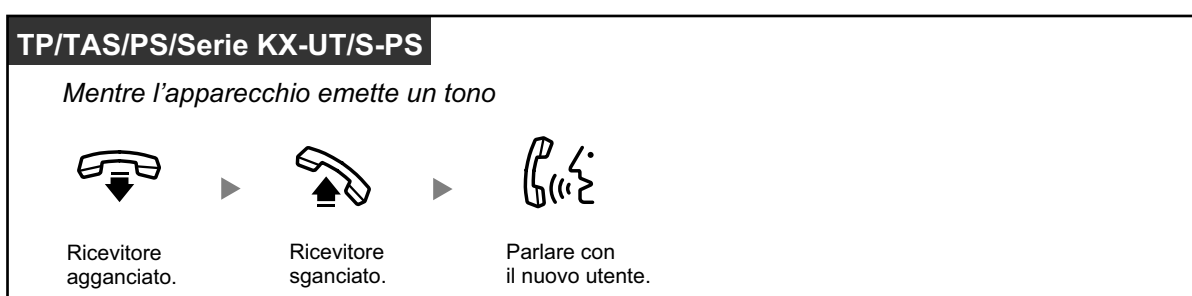 TP/TAS/PS/Serie KX-UT/S-PS
Mentre l'apparecchio emette un tono
Ricevitore
agganciato.
Ricevitore
sganciato.
Parlare con
il nuovo utente.